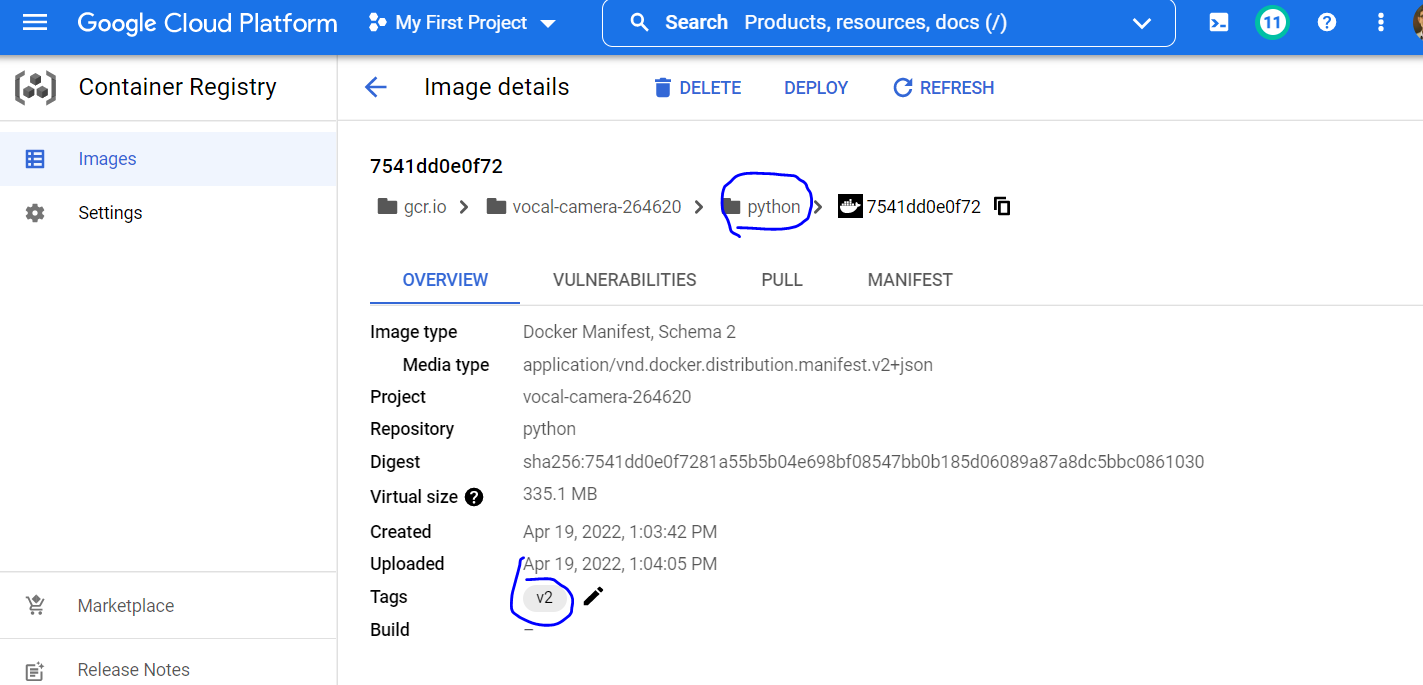 Google Cloud Platform My First Project Search Products, resources, docs (/) 11 ?
Container Registry Image details DELETE DEPLOY REFRESH
Images
Settings
7541dd0e0f72
gcr.io vocal-camera-264620 python 7541dd0e0f72
OVERVIEW VULNERABILITIES PULL MANIFEST
Image type Docker Manifest, Schema 2
Media type application/vnd.docker.distribution.manifest.v2+json
Project vocal-camera-264620
Repository python
Digest sha256:7541dd0e0f7281a55b5b04e698bf08547bb0b185d06089a87a8dc5bbc0861030
Virtual size ? 335.1 MB
Created Apr 19, 2022, 1:03:42 PM
Uploaded Apr 19, 2022, 1:04:05 PM
Tags v2
Build –
Marketplace
Release Notes